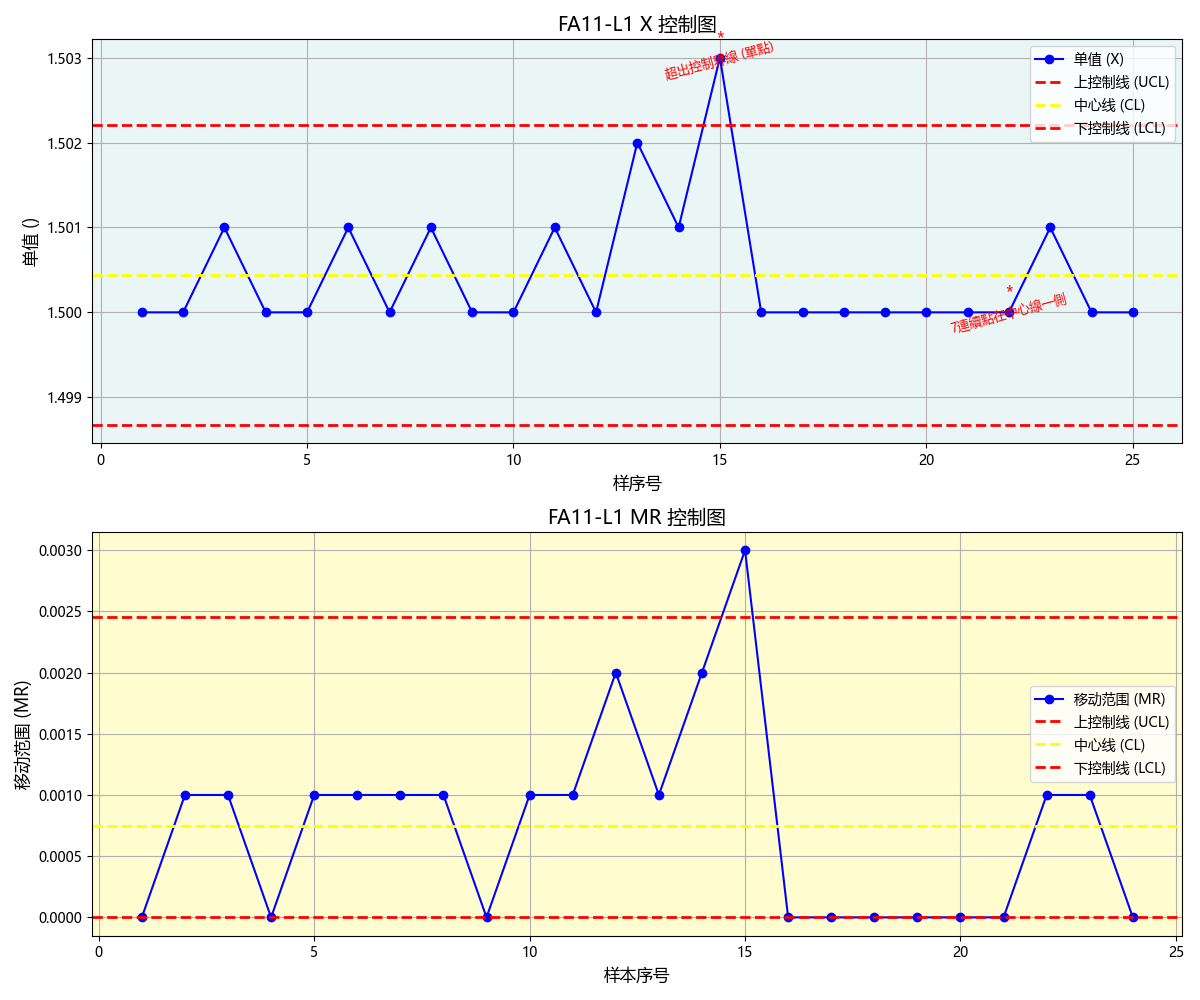 FA11-L1 X 控制图
单值 ()
1.503
1.502
1.501
1.500
1.499
*
超出控制界線 (單點)
*
7連續點在中心線一側
单值 (X)
上控制线 (UCL)
中心线 (CL)
下控制线 (LCL)
0 5 10 15 20 25
样序号
FA11-L1 MR 控制图
移动范围 (MR)
0.0030
0.0025
0.0020
0.0015
0.0010
0.0005
0.0000
移动范围 (MR)
上控制线 (UCL)
中心线 (CL)
下控制线 (LCL)
0 5 10 15 20 25
样本序号